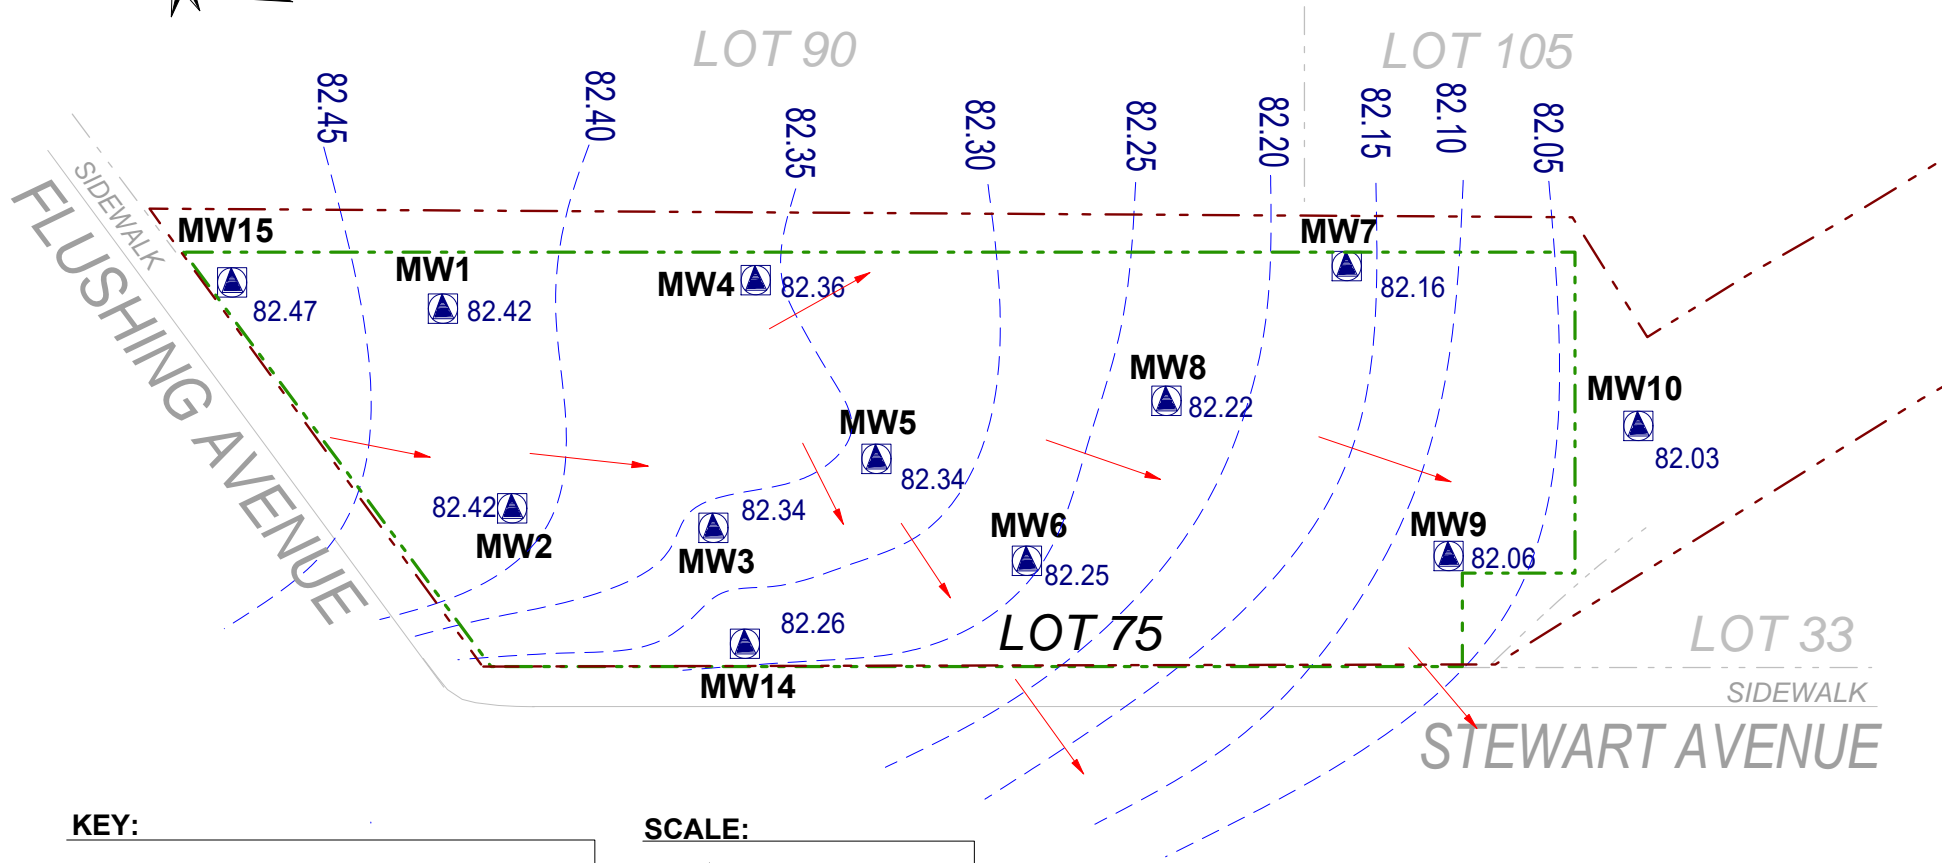 LOT 90
LOT 105
82.45
82.40
82.35
82.30
82.25
82.20
82.15
82.10
82.05
SIDEWALK
FLUSHING AVENUE
MW15
82.47
MW1
82.42
MW4
82.36
MW7
82.16
MW8
82.22
MW10
82.03
MW5
82.34
82.42
MW2
82.34
MW3
MW6
82.25
MW9
82.06
82.26
MW14
LOT 75
LOT 33
SIDEWALK
STEWART AVENUE
KEY:
SCALE: